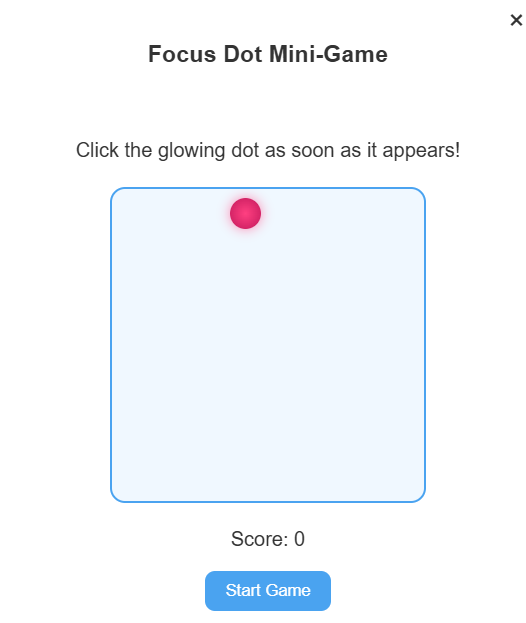 ×
Focus Dot Mini-Game
Click the glowing dot as soon as it appears!
Score: 0
Start Game